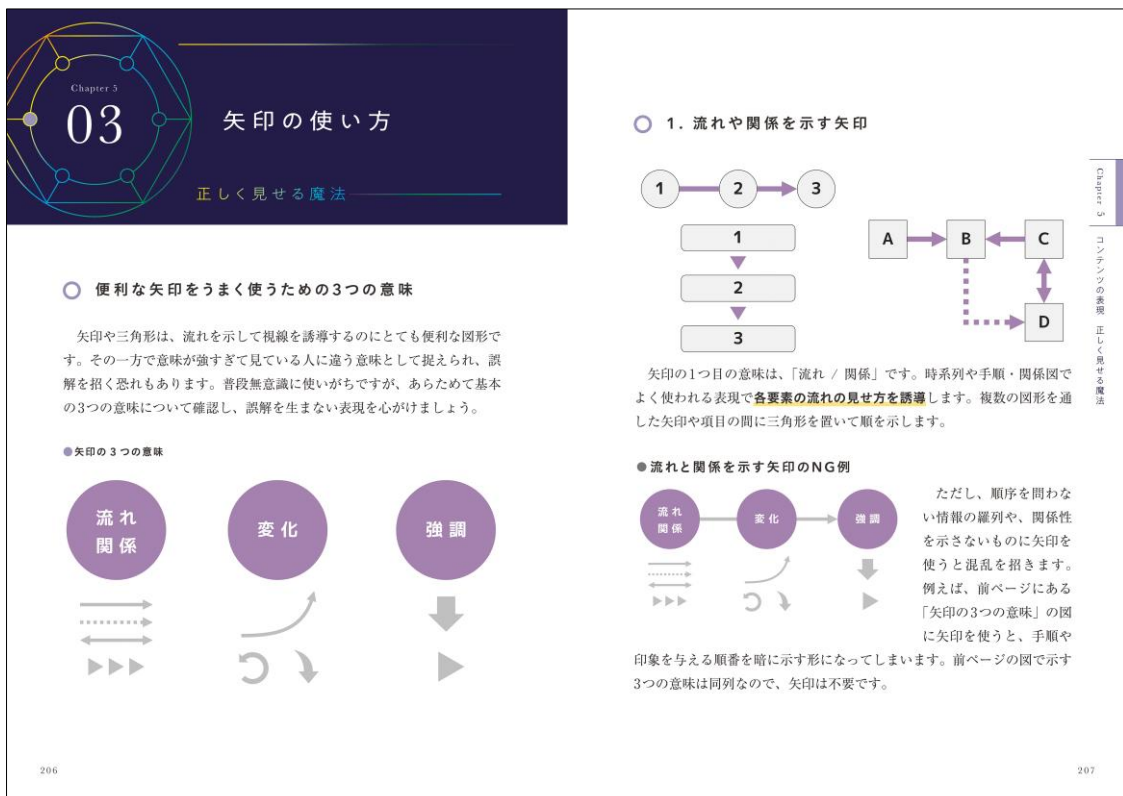 Chapter 5
03
矢印の使い方
正しく見せる魔法
便利な矢印をうまく使うための3つの意味
矢印や三角形は、流れを示して視線を誘導するのにとても便利な図形で
す。その一方で意味が強すぎて見ている人に違う意味として捉えられ、誤
解を招く恐れもあります。普段無意識に使いがちですが、あらためて基本
の3つの意味について確認し、誤解を生まない表現を心がけましょう。
●矢印の3つの意味
流れ
関係
変化
強調
206
1. 流れや関係を示す矢印
1
2
3
1
2
3
A
B
C
D
矢印の1つ目の意味は、「流れ / 関係」です。時系列や手順・関係図で
よく使われる表現で各要素の流れの見せ方を誘導します。複数の図形を通
した矢印や項目の間に三角形を置いて順を示します。
●流れと関係を示す矢印のNG例
流れ
関係
変化
強調
ただし、順序を問わな
い情報の羅列や、関係性
を示さないものに矢印を
使うと混乱を招きます。
例えば、前ページにある
「矢印の3つの意味」の図
に矢印を使うと、手順や
印象を与える順番を暗に示す形になってしまいます。前ページの図で示す
3つの意味は同列なので、矢印は不要です。
Chapter 5
コンテンツの表現 正しく見せる魔法
207